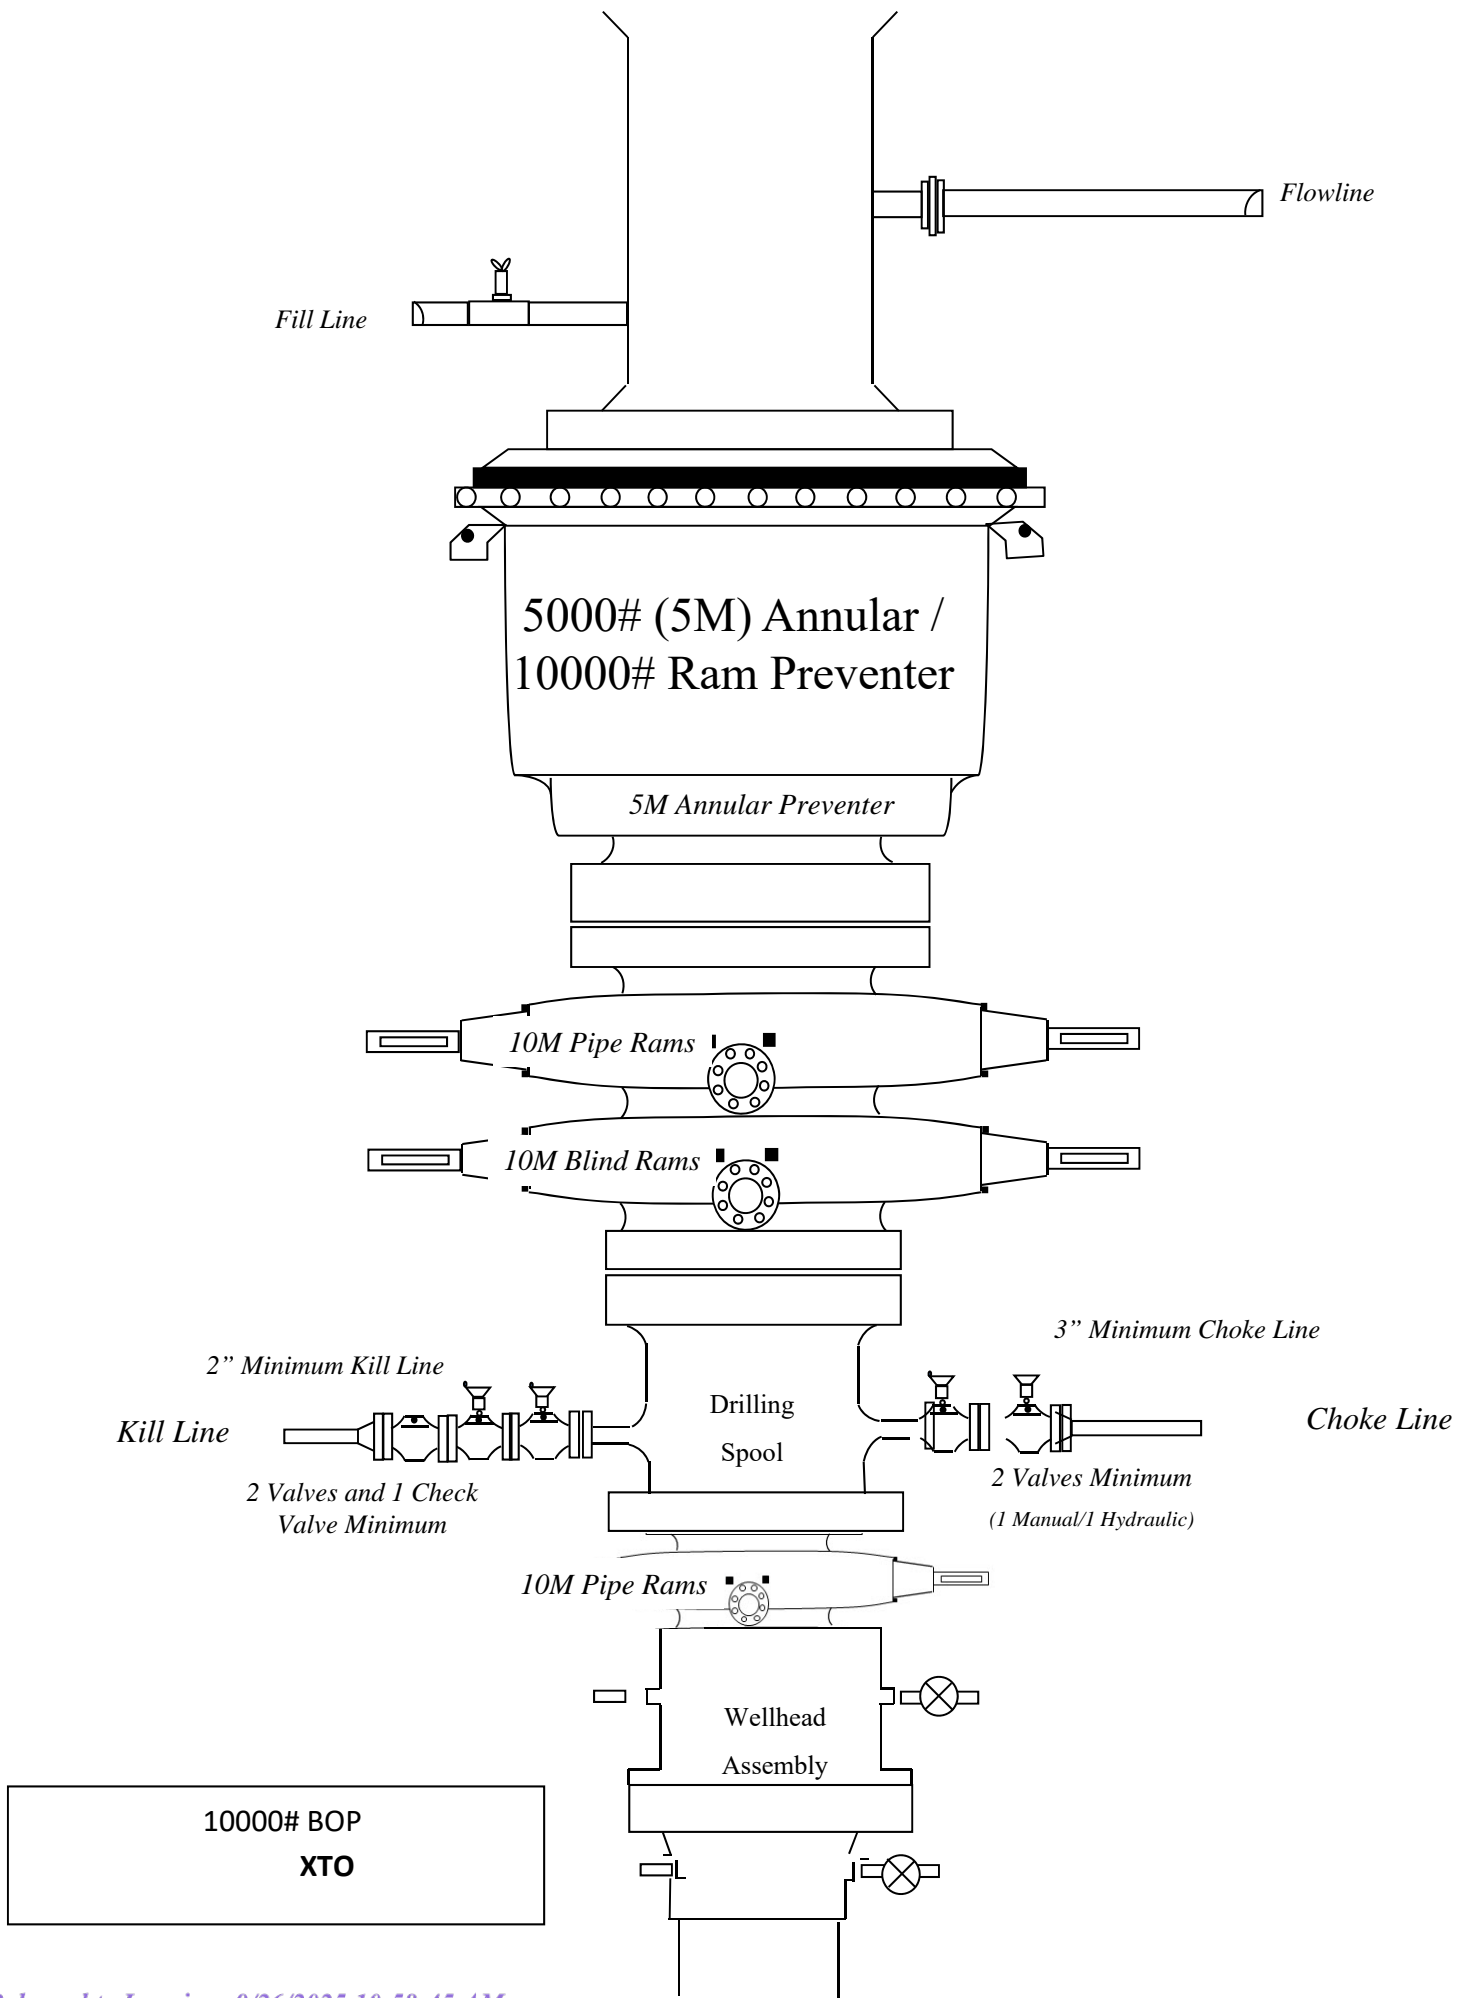 Flowline
Fill Line
5000# (5M) Annular /
10000# Ram Preventer
5M Annular Preventer
10M Pipe Rams
10M Blind Rams
3” Minimum Choke Line
2” Minimum Kill Line
Drilling
Spool
Kill Line
Choke Line
2 Valves and 1 Check
Valve Minimum
2 Valves Minimum
(1 Manual/1 Hydraulic)
10M Pipe Rams
Wellhead
Assembly
10000# BOP
XTO